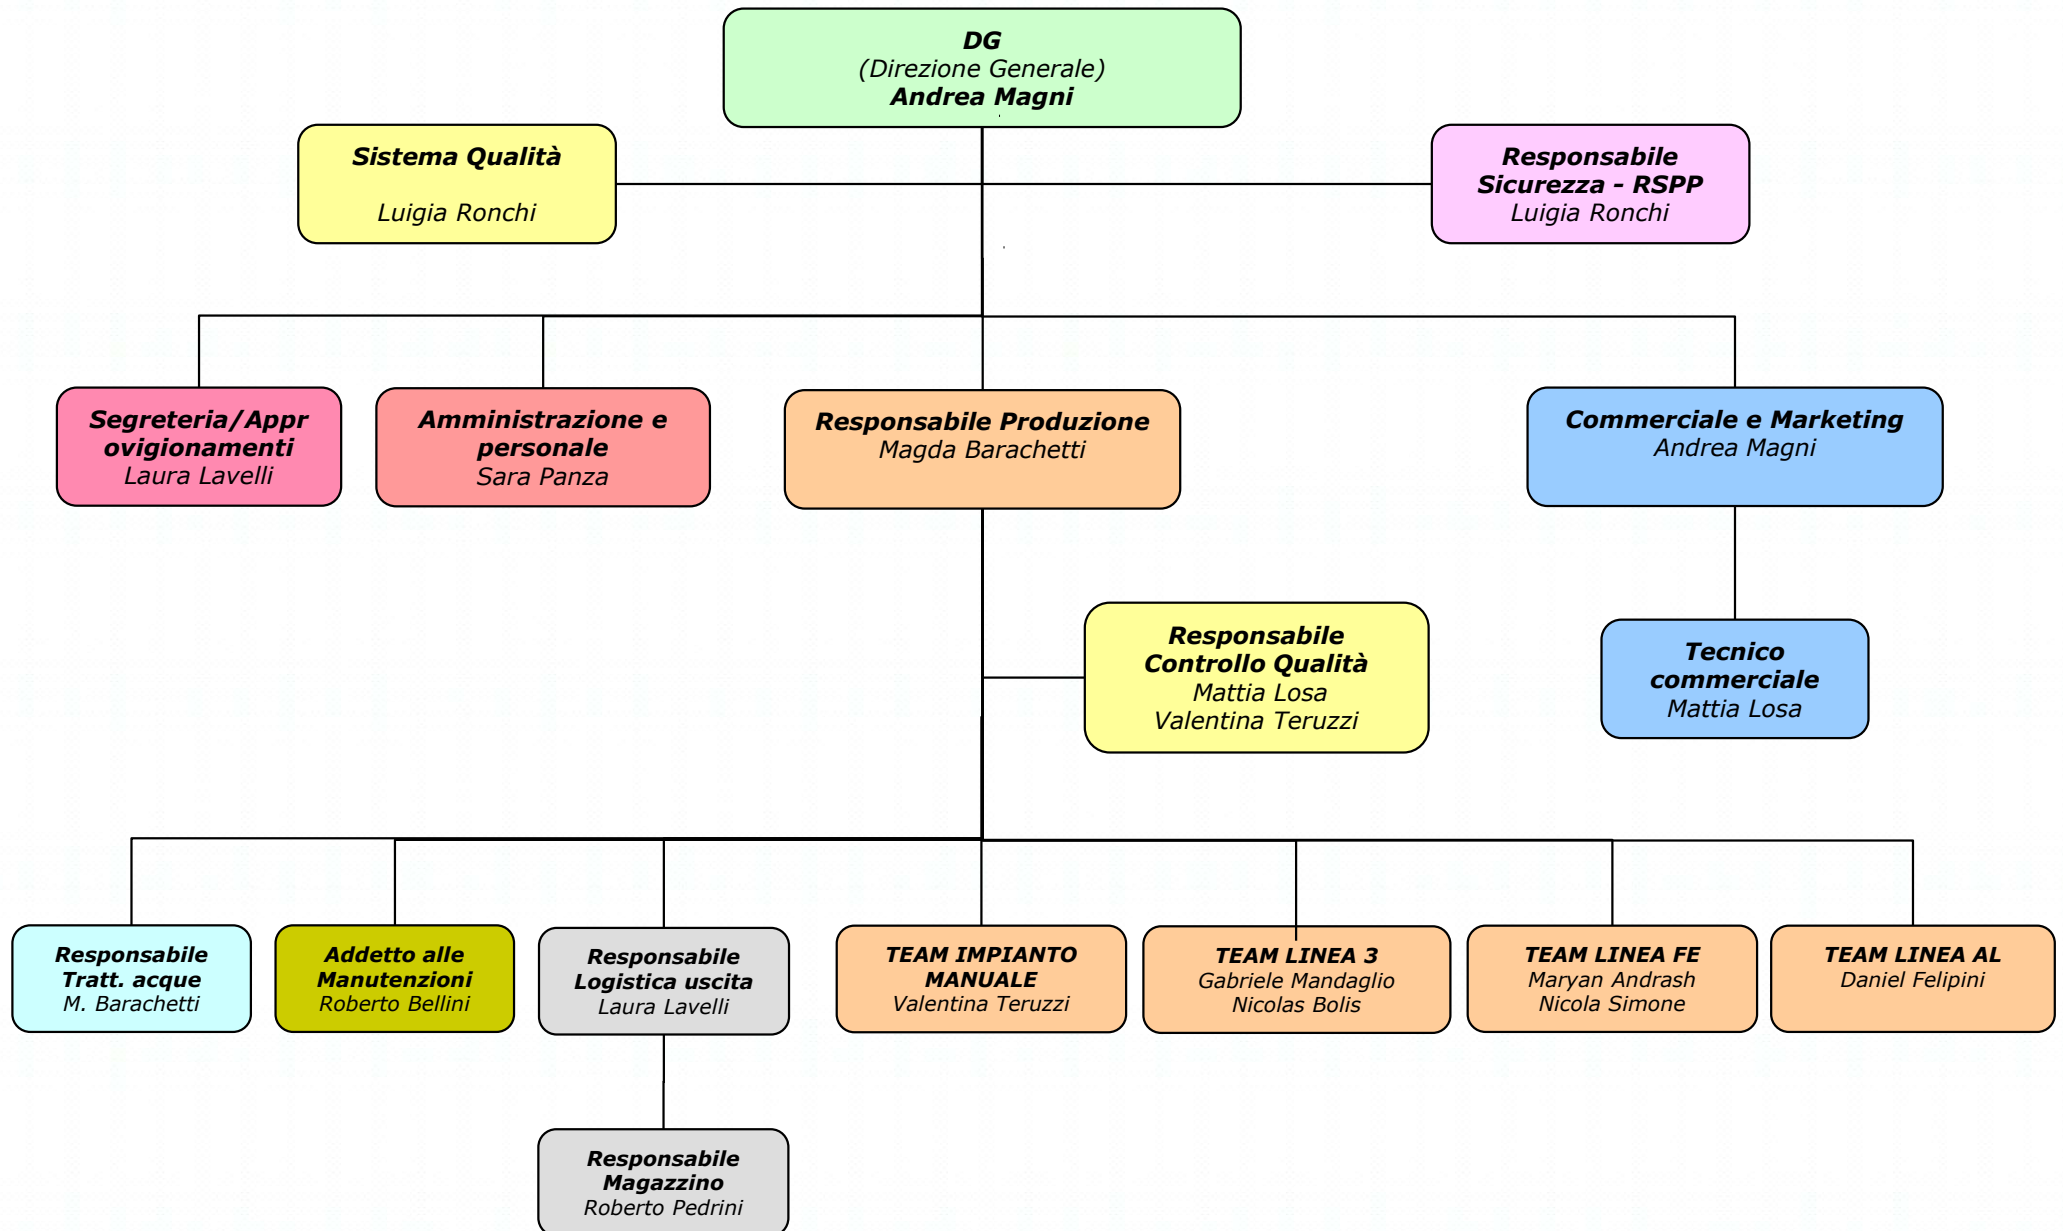 DG
(Direzione Generale)
Andrea Magni
Sistema Qualità
Luigia Ronchi
Responsabile
Sicurezza - RSPP
Luigia Ronchi
Segreteria/Appr
ovigionamenti
Laura Lavelli
Amministrazione e
personale
Sara Panza
Responsabile Produzione
Magda Barachetti
Commerciale e Marketing
Andrea Magni
Responsabile
Controllo Qualità
Mattia Losa
Valentina Teruzzi
Tecnico
commerciale
Mattia Losa
Responsabile
Tratt. acque
M. Barachetti
Addetto alle
Manutenzioni
Roberto Bellini
Responsabile
Logistica uscita
Laura Lavelli
TEAM IMPIANTO
MANUALE
Valentina Teruzzi
TEAM LINEA 3
Gabriele Mandaglio
Nicolas Bolis
TEAM LINEA FE
Maryan Andrash
Nicola Simone
TEAM LINEA AL
Daniel Felipini
Responsabile
Magazzino
Roberto Pedrini